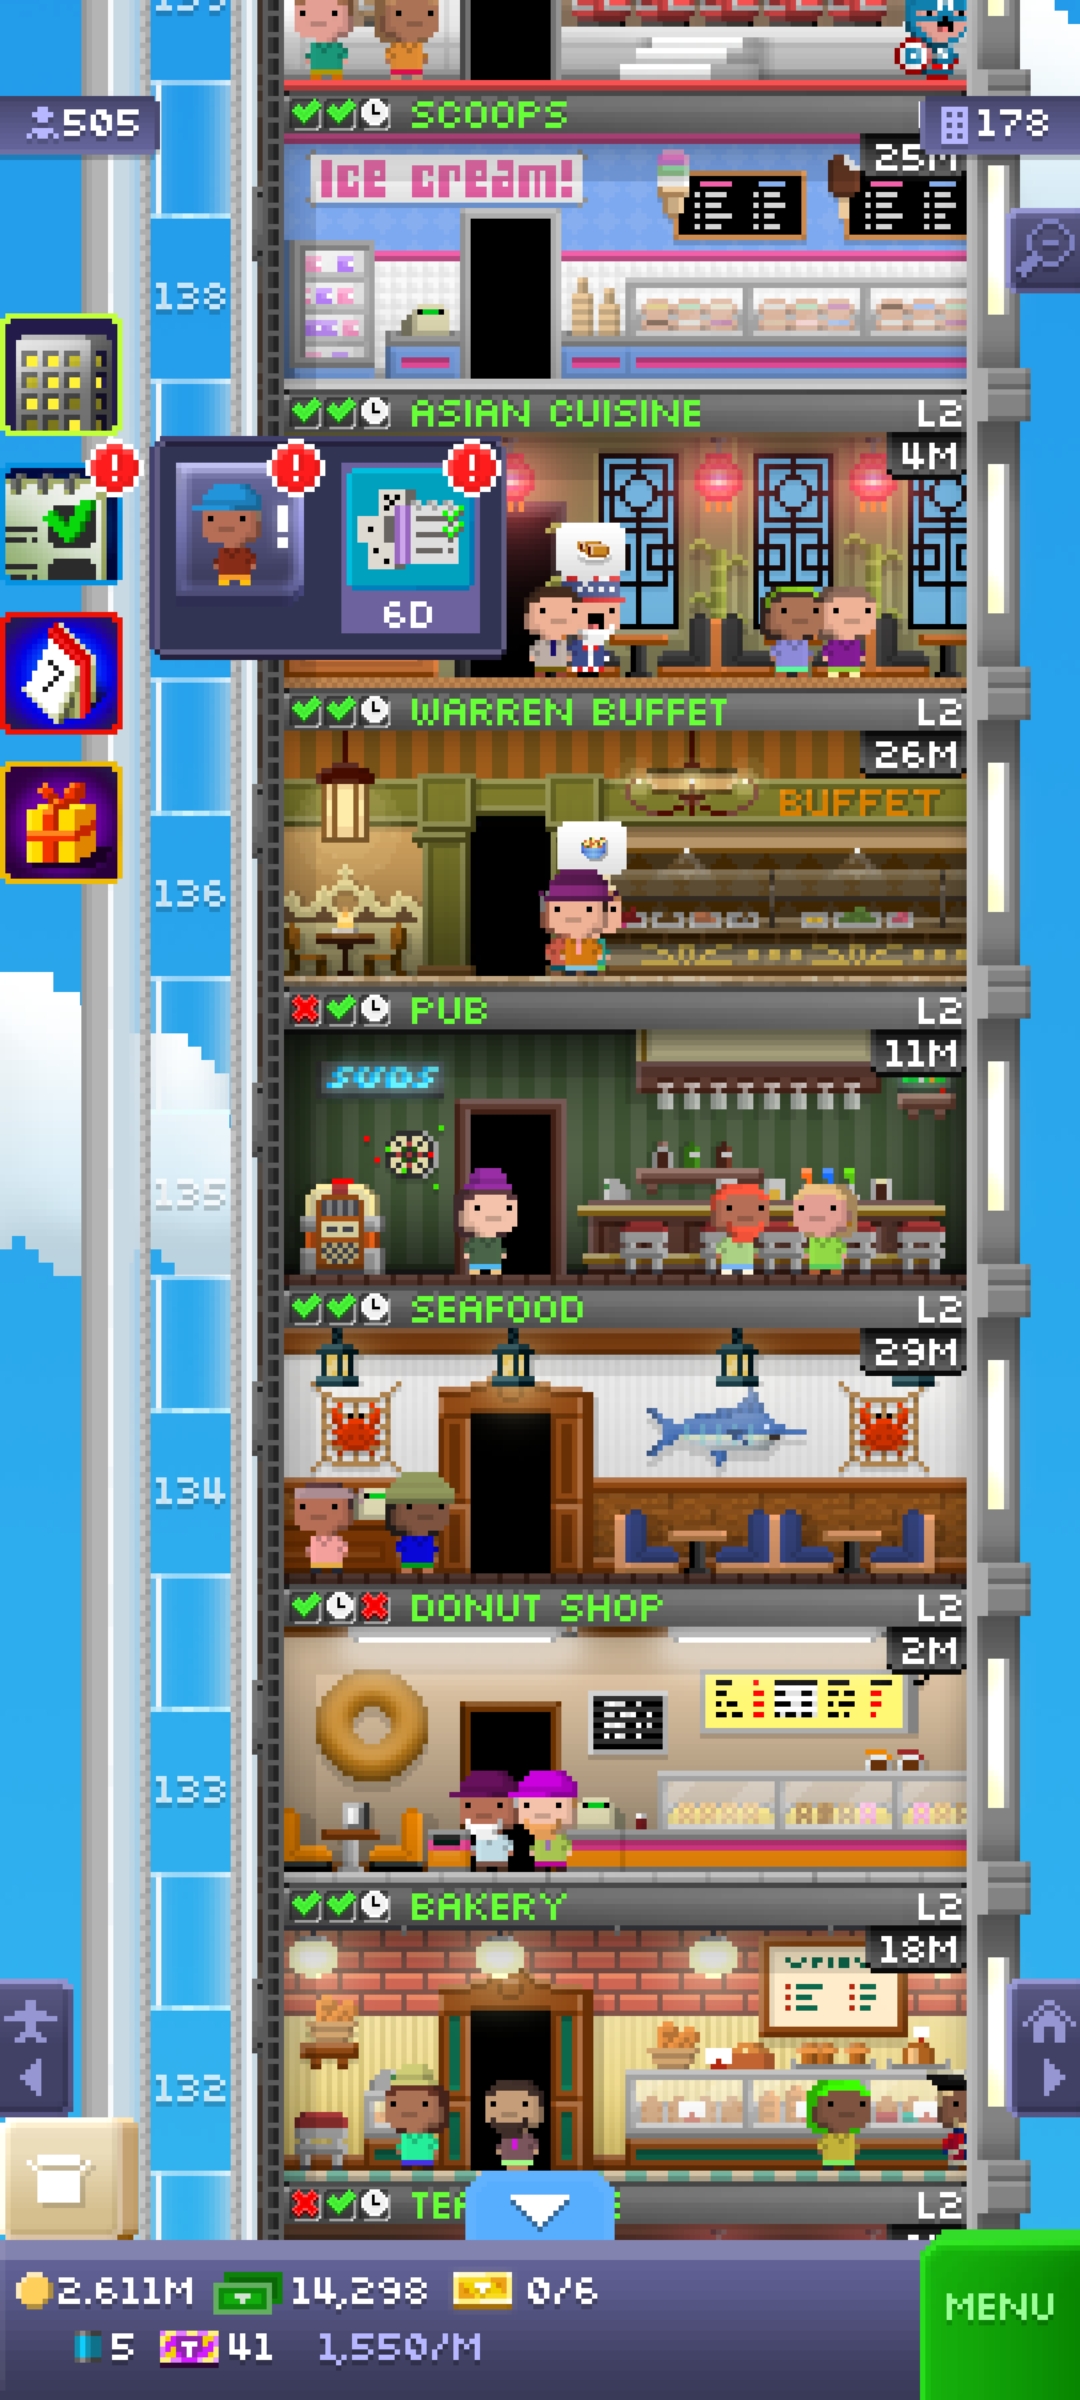 SCOOPS
505
178
25M
Ice cream!
138
ASIAN CUISINE L2
4M
!
!
!
!
6D
WARREN BUFFET L2
26M
BUFFET
136
PUB L2
11M
SUDS
135
SEAFOOD L2
29M
134
DONUT SHOP L2
2M
133
BAKERY L2
18M
132
L2
2.611M 14,298 0/6
MENU
5 41 1,550/M